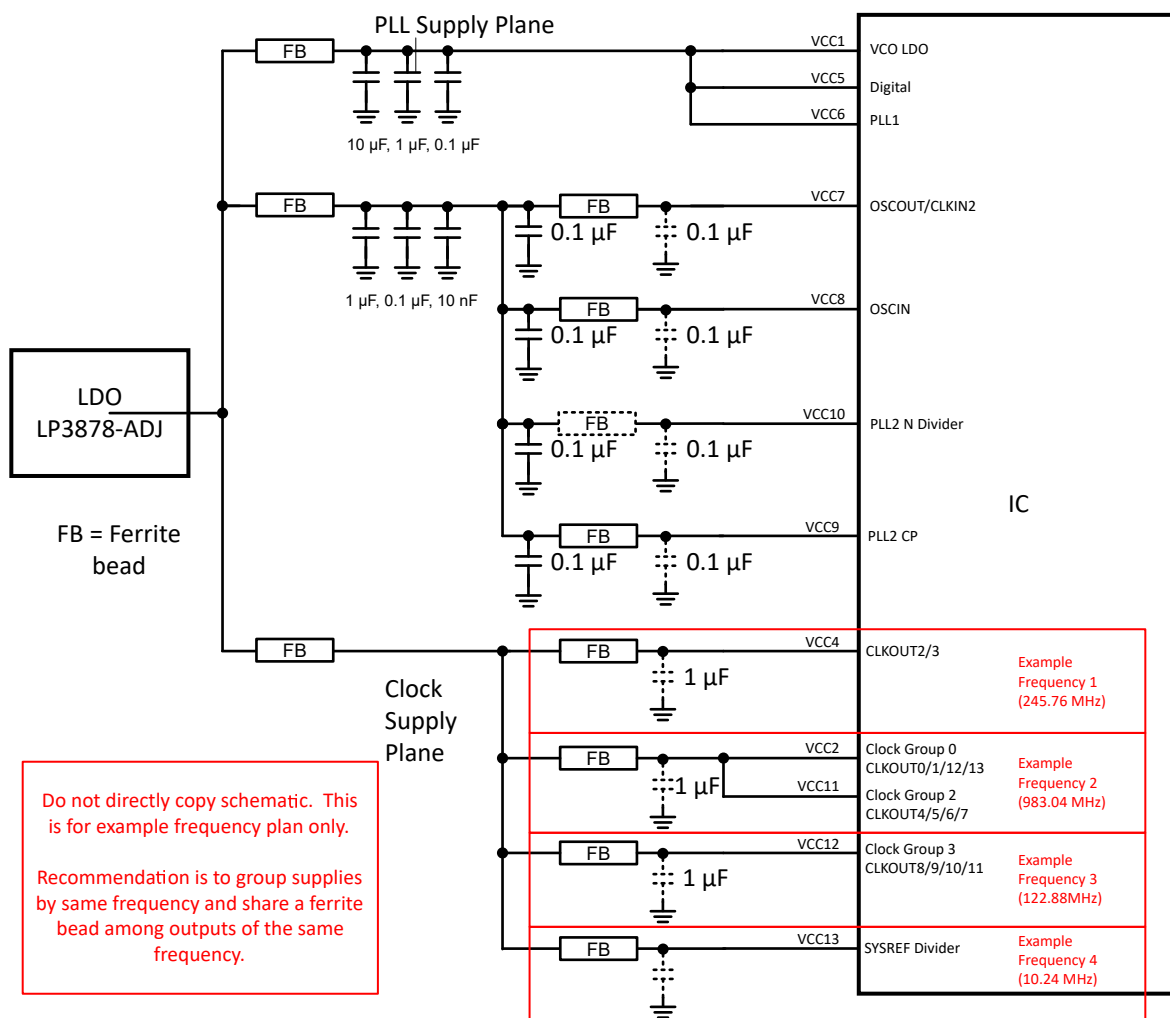 PLL Supply Plane
FB
10 µF, 1 µF, 0.1 µF
VCC1
VCO LDO
VCC5
Digital
VCC6
PLL1
FB
1 µF, 0.1 µF, 10 nF
0.1 µF
FB
0.1 µF
VCC7
OSCOUT/CLKIN2
0.1 µF
FB
0.1 µF
VCC8
OSCIN
0.1 µF
FB
0.1 µF
VCC10
PLL2 N Divider
0.1 µF
FB
0.1 µF
VCC9
PLL2 CP
LDO
LP3878-ADJ
FB = Ferrite
bead
IC
FB
Clock
Supply
Plane
FB
1 µF
VCC4
CLKOUT2/3
Example
Frequency 1
(245.76 MHz)
FB
1 µF
VCC2
Clock Group 0
CLKOUT0/1/12/13
VCC11
Clock Group 2
CLKOUT4/5/6/7
Example
Frequency 2
(983.04 MHz)
FB
1 µF
VCC12
Clock Group 3
CLKOUT8/9/10/11
Example
Frequency 3
(122.88MHz)
FB
VCC13
SYSREF Divider
Example
Frequency 4
(10.24 MHz)
Do not directly copy schematic. This
is for example frequency plan only.
Recommendation is to group supplies
by same frequency and share a ferrite
bead among outputs of the same
frequency.